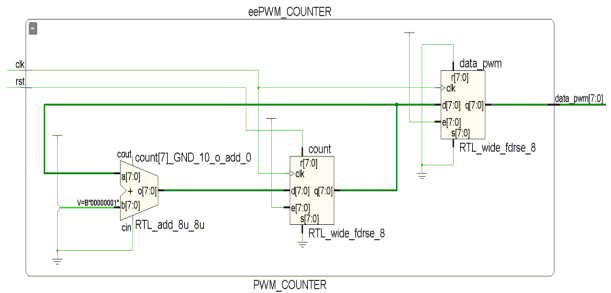 eePWM_COUNTER
clk
rst
data_pwm
r[7:0]
clk
d[7:0] q[7:0]
e[7:0]
s[7:0]
RTL_wide_fdrse_8
data_pwm[7:0]
cout count[7]_GND_10_o_add_0
a[7:0]
+ o[7:0]
V=B"00000001" b[7:0]
cin RTL_add_8u_8u
count
r[7:0]
clk
d[7:0] q[7:0]
e[7:0]
s[7:0]
RTL_wide_fdrse_8
PWM_COUNTER